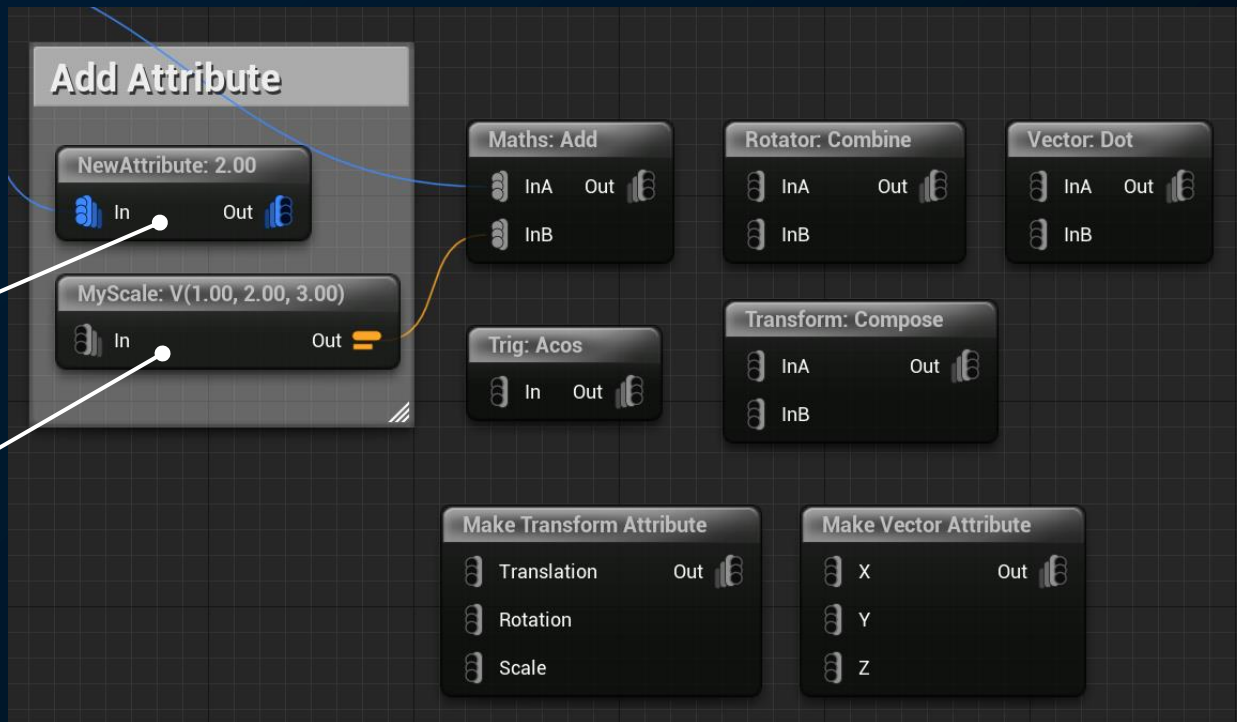 Add Attribute
NewAttribute: 2.00
In Out
MyScale: V(1.00, 2.00, 3.00)
In Out
Maths: Add
InA Out
InB
Rotator: Combine
InA Out
InB
Vector: Dot
InA Out
InB
Trig: Acos
In Out
Transform: Compose
InA Out
InB
Make Transform Attribute
Translation Out
Rotation
Scale
Make Vector Attribute
X Out
Y
Z